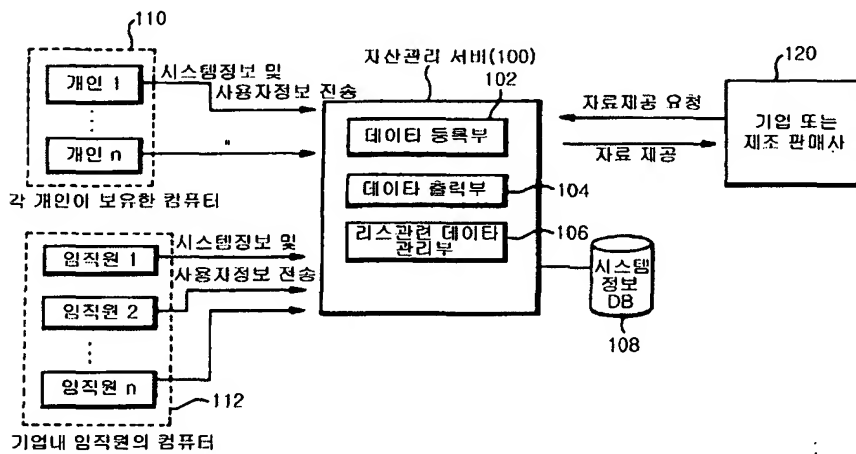 110
개인 1
⋮
개인 n
각 개인이 보유한 컴퓨터
시스템정보 및
사용자정보 전송
"
임직원 1
임직원 2
⋮
임직원 n
112
기업내 임직원의 컴퓨터
시스템정보 및
사용자정보 전송
자산관리 서버(100)
102
데이타 등록부
데이타 출력부
104
리스관련 데이타
관리부
106
시스템
정보
DB
108
자료제공 요청
자료 제공
120
기업 또는
제조 판매사